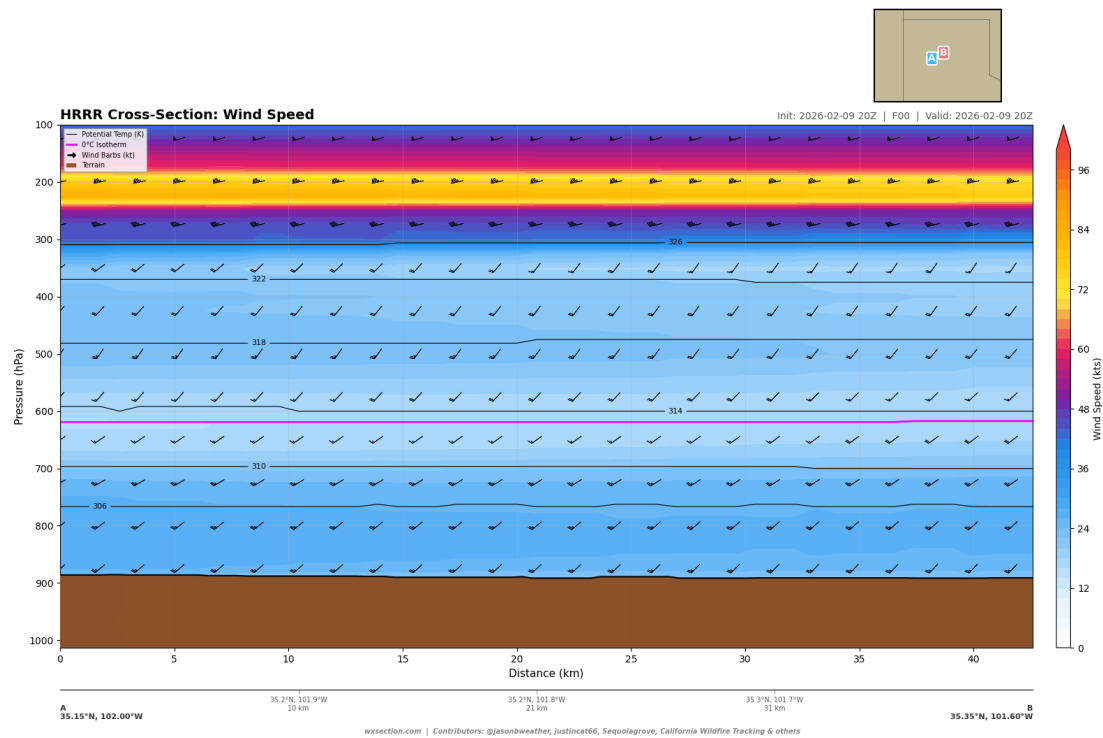 A
B
HRRR Cross-Section: Wind Speed
Init: 2026-02-09 20Z | F00 | Valid: 2026-02-09 20Z
Potential Temp (K)
0°C Isotherm
Wind Barbs (kt)
Terrain
100
200
300
400
500
600
700
800
900
1000
Pressure (hPa)
326
322
318
314
310
306
96
84
72
60
48
36
24
12
0
Wind Speed (kts)
0
5
10
15
20
25
30
35
40
Distance (km)
A
35.15°N, 102.00°W
35.2°N, 101.9°W
10 km
35.2°N, 101.8°W
21 km
35.3°N, 101.7°W
31 km
B
35.35°N, 101.60°W
wxsection.com | Contributors: @jasonbweather, justincat66, Sequoiagrove, California Wildfire Tracking & others